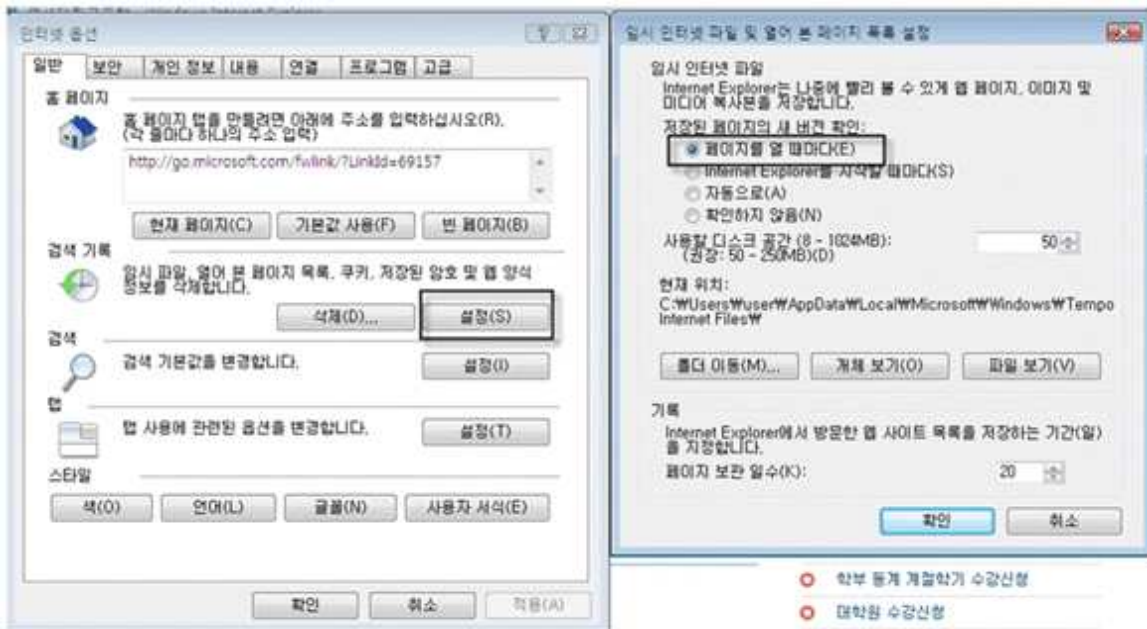 인터넷 옵션
일반 보안 개인 정보 내용 연결 프로그램 고급
홈 페이지
홈 페이지 탭을 만들려면 아래에 주소를 입력하십시오(R).
(각 줄마다 하나의 주소 입력)
http://go.microsoft.com/fwlink/?LinkId=69157
현재 페이지(C) 기본값 사용(F) 빈 페이지(B)
검색 기록
임시 파일, 열어 본 페이지 목록, 쿠키, 저장된 암호 및 웹 양식
정보를 삭제합니다.
삭제(D)... 설정(S)
검색
검색 기본값을 변경합니다. 설정(I)
탭
탭 사용에 관련된 옵션을 변경합니다. 설정(T)
스타일
색(O) 언어(L) 글꼴(N) 사용자 서식(E)
확인 취소 적용(A)
임시 인터넷 파일 및 열어 본 페이지 목록 설정
임시 인터넷 파일
Internet Explorer는 나중에 빨리 볼 수 있게 웹 페이지, 이미지 및
미디어 복사본을 저장합니다.
저장된 페이지의 새 버전 확인:
페이지를 열 때마다(E)
Internet Explorer를 시작할 때마다(S)
자동으로(A)
확인하지 않음(N)
사용할 디스크 공간 (8 - 1024MB): 50
(권장: 50 - 250MB)(D)
현재 위치:
C:₩Users₩user₩AppData₩Local₩Microsoft₩Windows₩Tempo
Internet Files₩
폴더 이동(M)... 개체 보기(O) 파일 보기(V)
기록
Internet Explorer에서 방문한 웹 사이트 목록을 저장하는 기간(일)
을 지정합니다.
페이지 보관 일수(K): 20
확인 취소
학부 동계 계절학기 수강신청
대학원 수강신청